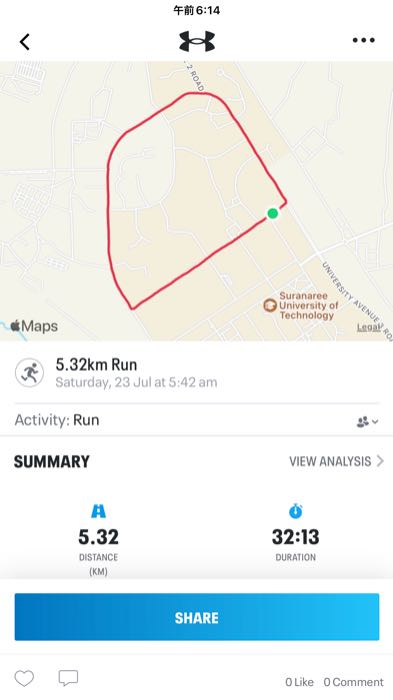 午前6:14
2 ROAD
UNIVERSITY AVENUE
Suranaree
University of
Technology
Maps
Legal
5.32km Run
Saturday, 23 Jul at 5:42 am
Activity: Run
SUMMARY
VIEW ANALYSIS
5.32
32:13
DISTANCE
DURATION
(KM)
SHARE
0 Like 0 Comment